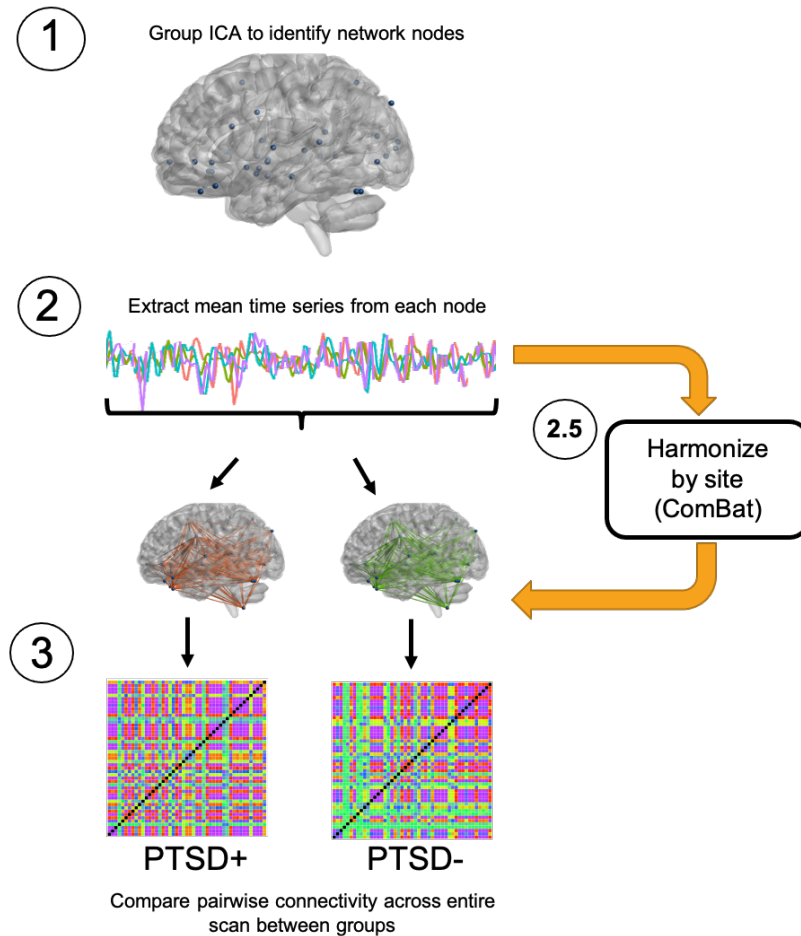 1
Group ICA to identify network nodes
2
Extract mean time series from each node
2.5
Harmonize
by site
(ComBat)
3
PTSD+
PTSD-
Compare pairwise connectivity across entire
scan between groups